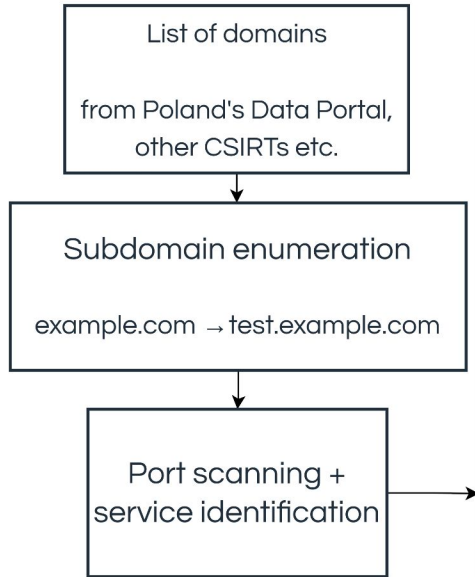 List of domains
from Poland's Data Portal,
other CSIRTs etc.
Subdomain enumeration
example.com →test.example.com
Port scanning +
service identification